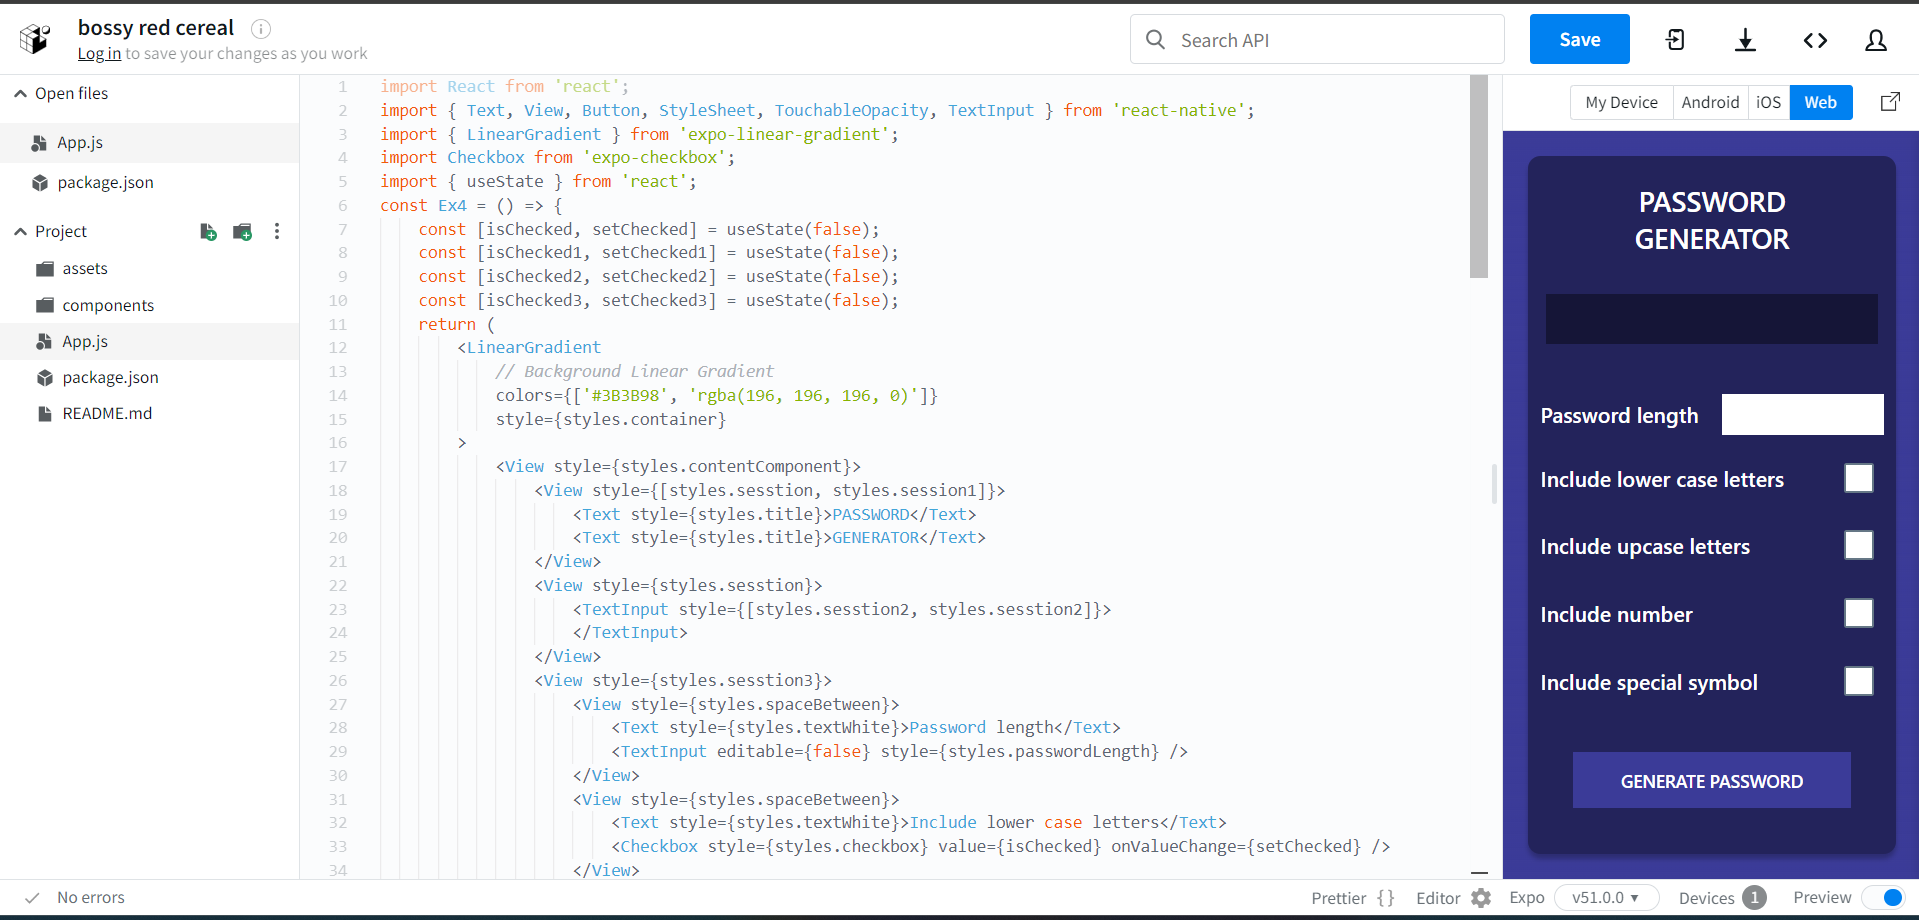 bossy red cereal
Log in to save your changes as you work
Search API
Save
Open files
App.js
package.json
Project
assets
components
App.js
package.json
README.md
1 import React from 'react';
2 import { Text, View, Button, StyleSheet, TouchableOpacity, TextInput } from 'react-native';
3 import { LinearGradient } from 'expo-linear-gradient';
4 import Checkbox from 'expo-checkbox';
5 import { useState } from 'react';
6 const Ex4 = () => {
7 const [isChecked, setChecked] = useState(false);
8 const [isChecked1, setChecked1] = useState(false);
9 const [isChecked2, setChecked2] = useState(false);
10 const [isChecked3, setChecked3] = useState(false);
11 return (
12 <LinearGradient
13 // Background Linear Gradient
14 colors={['#3B3B98', 'rgba(196, 196, 196, 0)']}
15 style={styles.container}
16 >
17 <View style={styles.contentComponent}>
18 <View style={[styles.sesstion, styles.session1]}>
19 <Text style={styles.title}>PASSWORD</Text>
20 <Text style={styles.title}>GENERATOR</Text>
21 </View>
22 <View style={styles.sesstion}>
23 <TextInput style={[styles.sesstion2, styles.sesstion2]}>
24 </TextInput>
25 </View>
26 <View style={styles.sesstion3}>
27 <View style={styles.spaceBetween}>
28 <Text style={styles.textWhite}>Password length</Text>
29 <TextInput editable={false} style={styles.passwordLength} />
30 </View>
31 <View style={styles.spaceBetween}>
32 <Text style={styles.textWhite}>Include lower case letters</Text>
33 <Checkbox style={styles.checkbox} value={isChecked} onValueChange={setChecked} />
34 </View>
My Device
Android
iOS
Web
PASSWORD
GENERATOR
Password length
Include lower case letters
Include upcase letters
Include number
Include special symbol
GENERATE PASSWORD
No errors
Prettier {}
Editor
Expo
v51.0.0 ▾
Devices 1
Preview